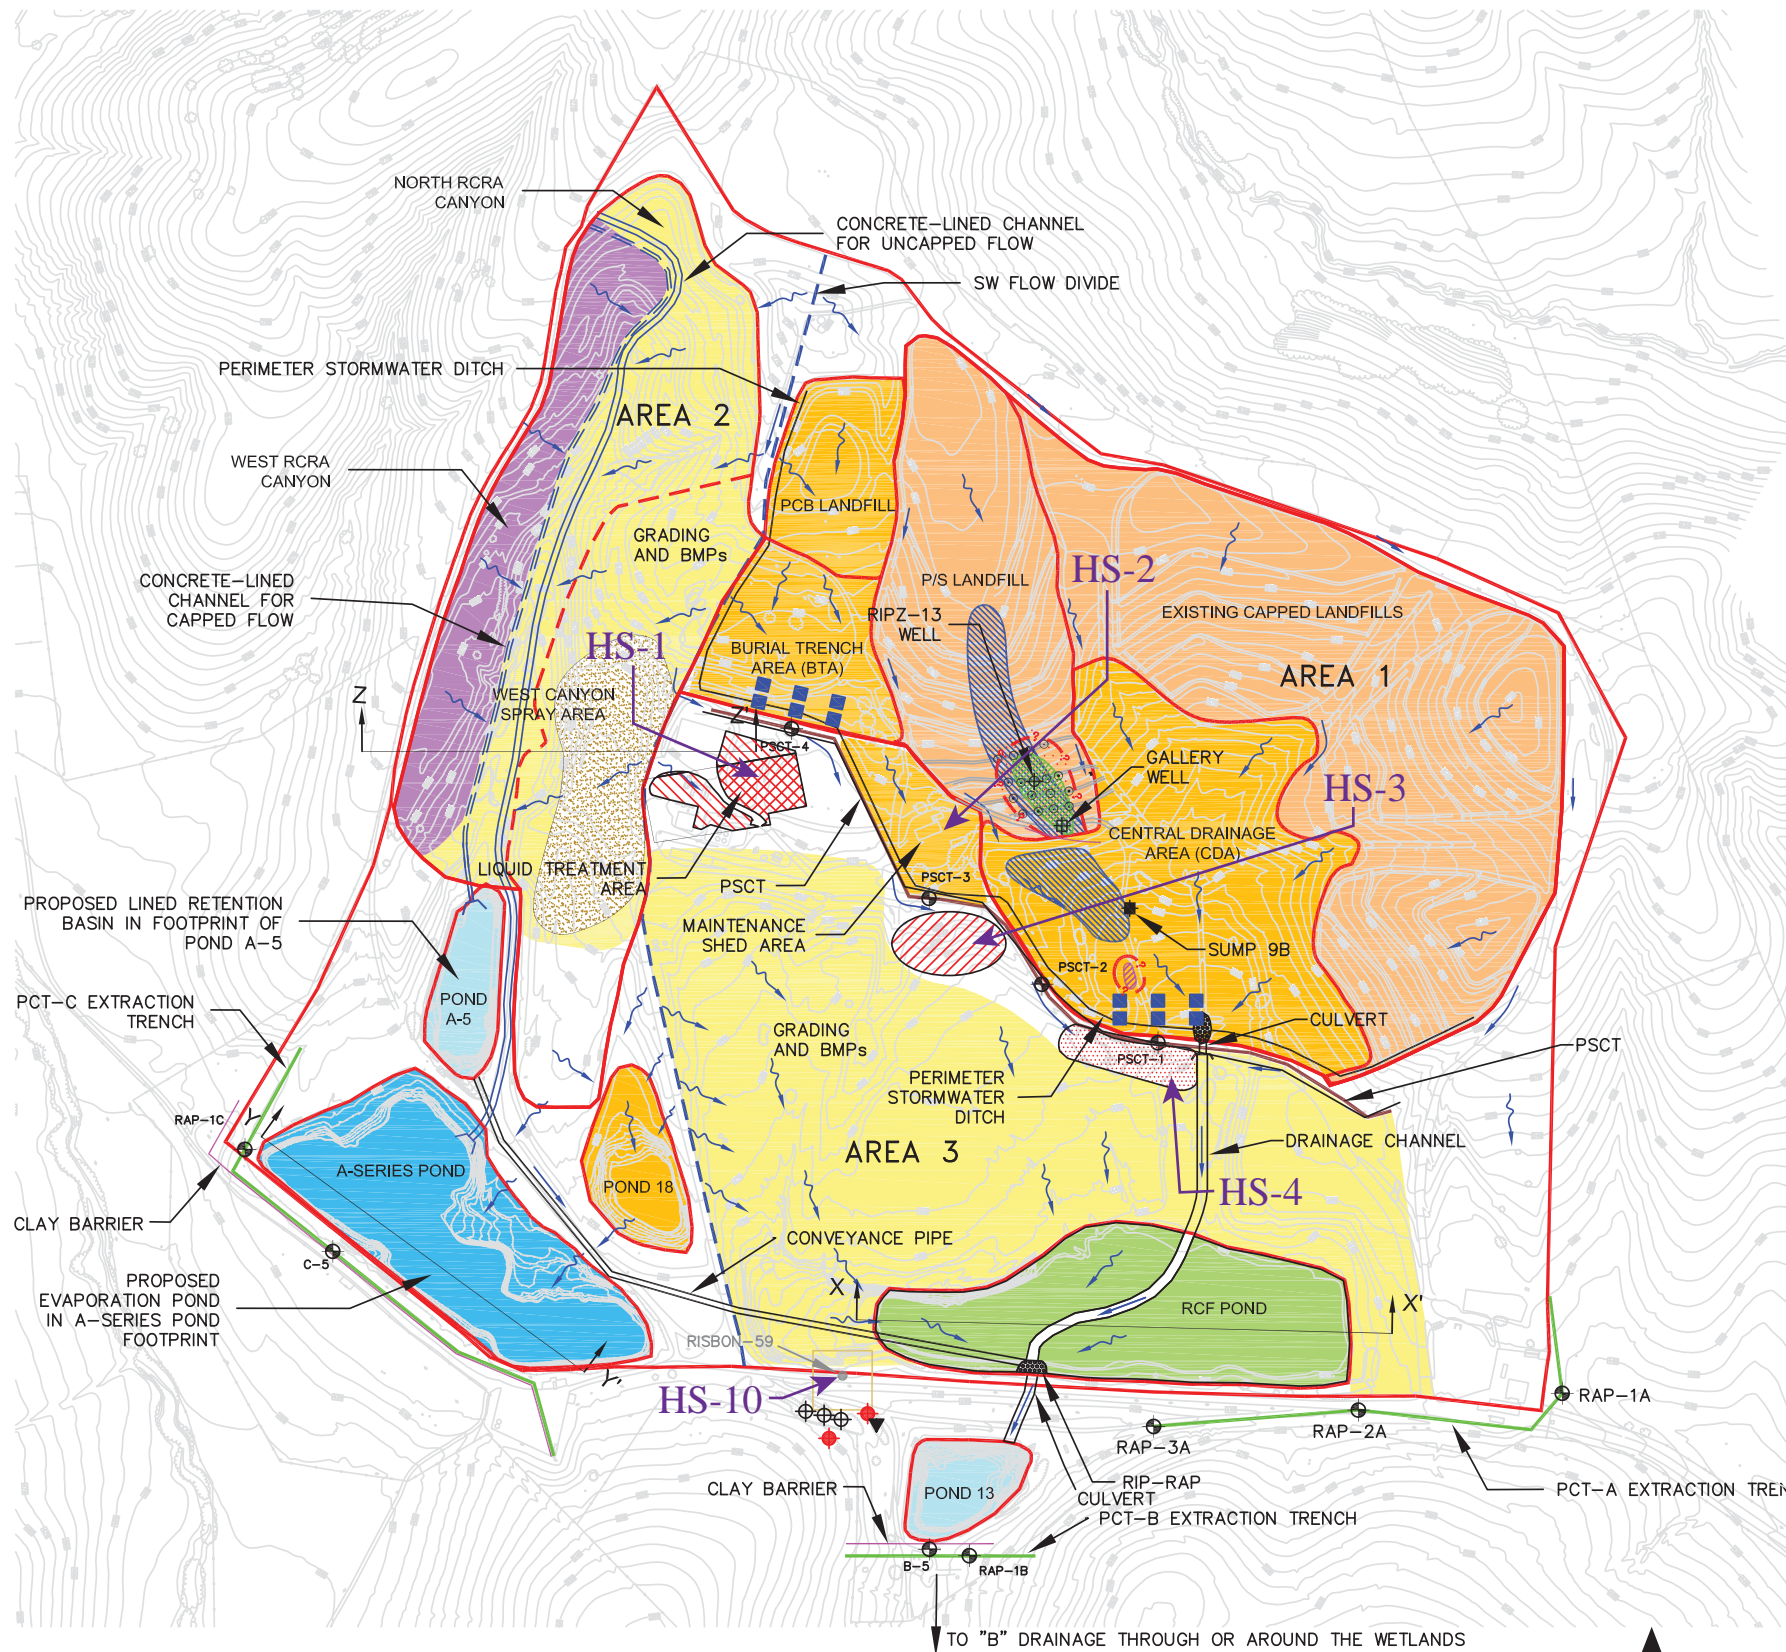 NORTH RCRA
CANYON
CONCRETE-LINED CHANNEL
FOR UNCAPPED FLOW
SW FLOW DIVIDE
PERIMETER STORMWATER DITCH
AREA 2
WEST RCRA
CANYON
PCB LANDFILL
GRADING
AND BMPs
CONCRETE-LINED
CHANNEL FOR
CAPPED FLOW
P/S LANDFILL
HS-2
EXISTING CAPPED LANDFILLS
RIPZ-13
WELL
HS-1
BURIAL TRENCH
AREA (BTA)
AREA 1
WEST CANYON
SPRAY AREA
Z
Z'
PSCT-4
GALLERY
WELL
HS-3
CENTRAL DRAINAGE
AREA (CDA)
LIQUID TREATMENT
AREA
PSCT
PSCT-3
PROPOSED LINED RETENTION
BASIN IN FOOTPRINT OF
POND A-5
MAINTENANCE
SHED AREA
SUMP 9B
PSCT-2
POND
A-5
PCT-C EXTRACTION
TRENCH
GRADING
AND BMPs
CULVERT
PSCT
PSCT-1
PERIMETER
STORMWATER
DITCH
RAP-1C
Y
DRAINAGE CHANNEL
AREA 3
A-SERIES POND
POND 18
HS-4
CLAY BARRIER
CONVEYANCE PIPE
C-5
PROPOSED
EVAPORATION POND
IN A-SERIES POND
FOOTPRINT
X
RCF POND
X'
RISBON-59
Y'
HS-10
RAP-1A
RAP-2A
RAP-3A
RIP-RAP
CLAY BARRIER
POND 13
CULVERT
PCT-A EXTRACTION TREN
PCT-B EXTRACTION TRENCH
B-5
RAP-1B
TO "B" DRAINAGE THROUGH OR AROUND THE WETLANDS